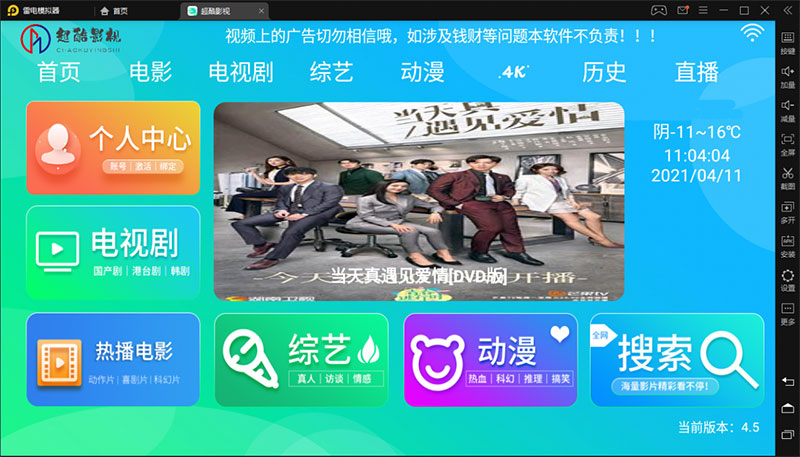 雷电模拟器
首页
超酷影视
超酷影视
CHAOKUYINGSHI
视频上的广告切勿相信哦，如涉及钱财等问题本软件不负责！！！
首页 电影 电视剧 综艺 动漫 .4K 历史 直播
个人中心
账号 | 激活 | 绑定
当天真
遇见爱情
当天真遇见爱情[DVD版]
湖南卫视
芒果tv
阴-11~16℃
11:04:04
2021/04/11
电视剧
国产剧 | 港台剧 | 韩剧
热播电影
动作片 | 喜剧片 | 科幻片
综艺
真人 | 访谈 | 情感
动漫
热血 | 科幻 | 推理 | 搞笑
全网
搜索
海量影片精彩看不停!
当前版本：4.5
按键
加量
减量
全屏
截图
多开
安装
设置
更多